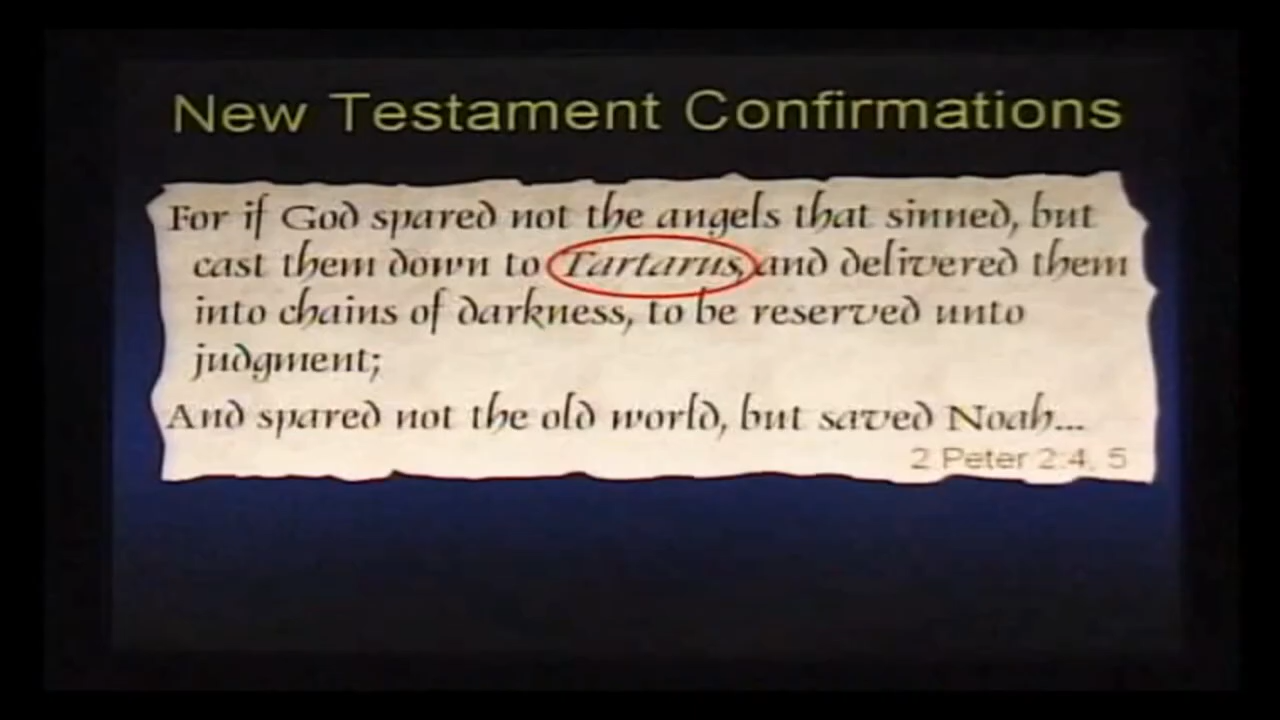 New Testament Confirmations
For if God spared not the angels that sinned, but
cast them down to Tartarus, and delivered them
into chains of darkness, to be reserved unto
judgment;
And spared not the old world, but saved Noah...
2 Peter 2:4, 5